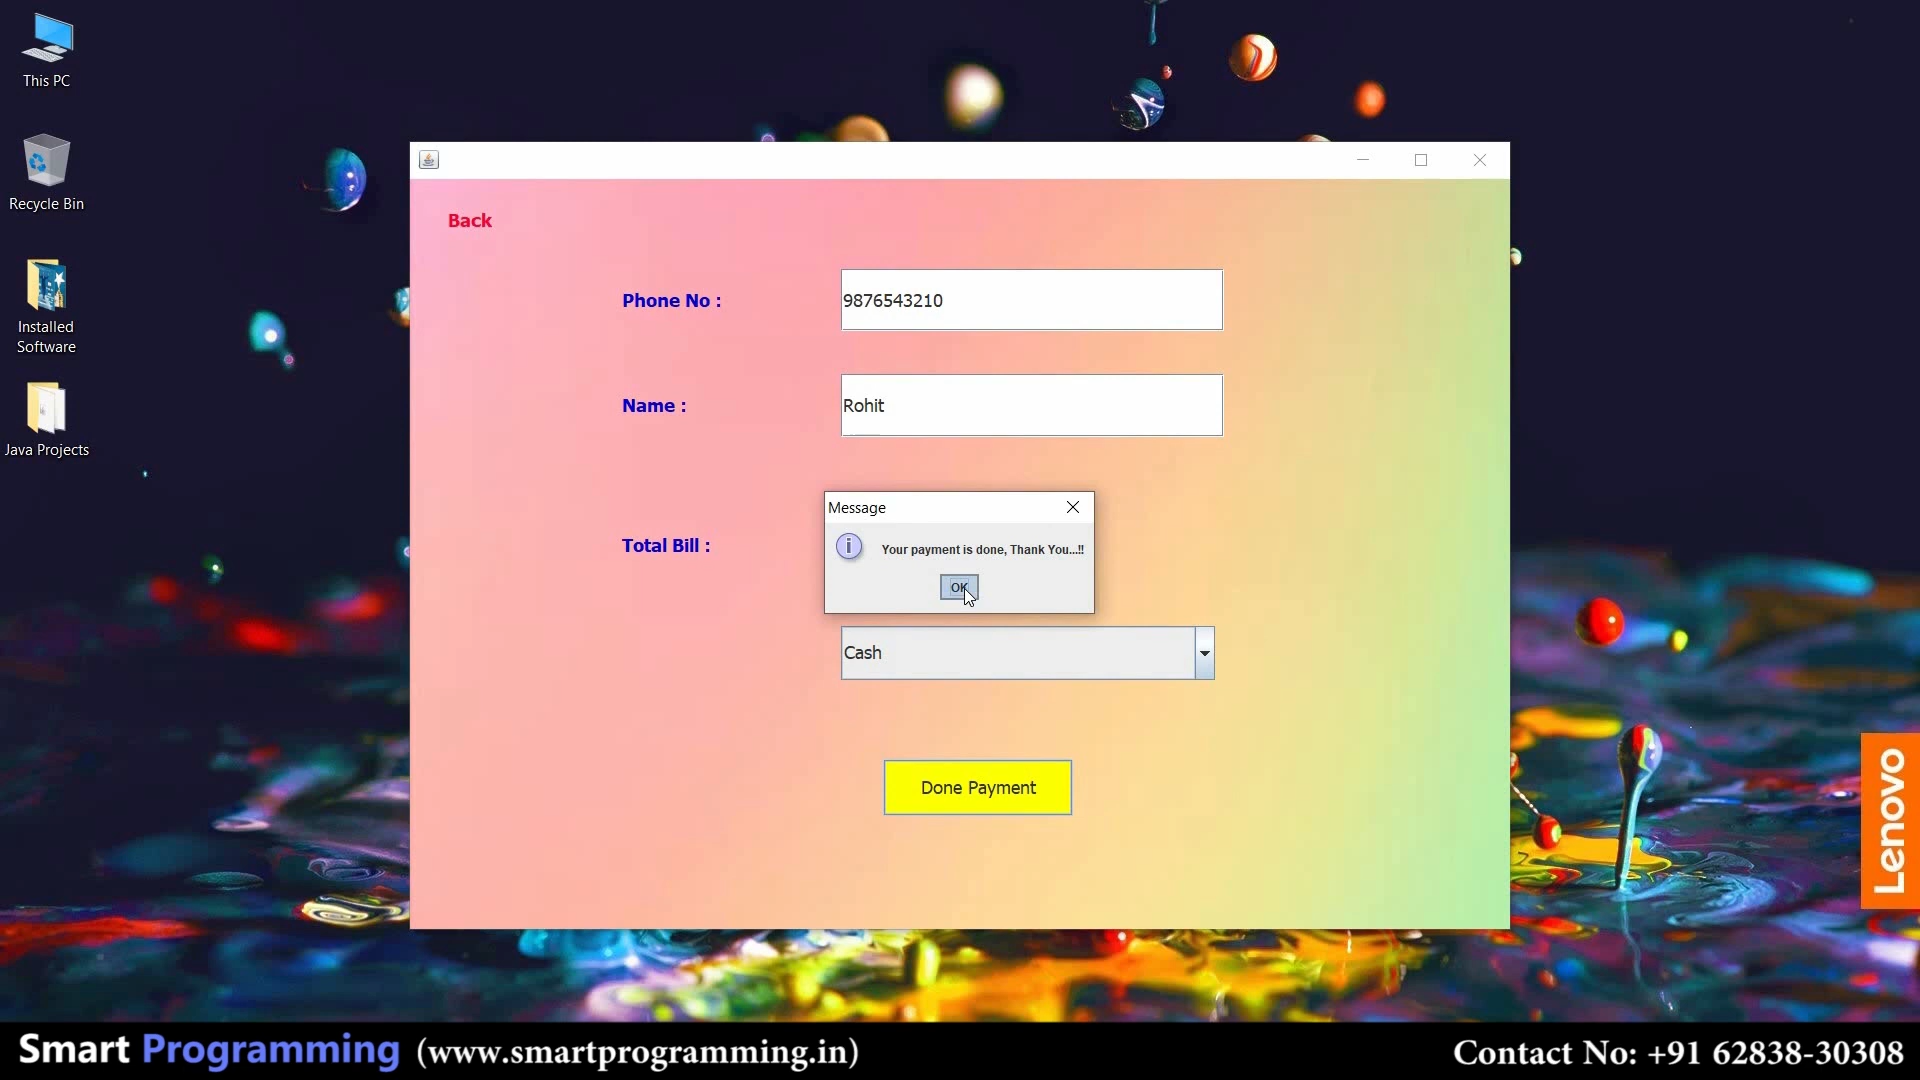 This PC
Recycle Bin
Installed
Software
Java Projects
Back
Phone No :
9876543210
Name :
Rohit
Message
Total Bill :
Your payment is done, Thank You...!!
OK
Cash
Done Payment
Lenovo
Smart Programming (www.smartprogramming.in)
Contact No: +91 62838-30308